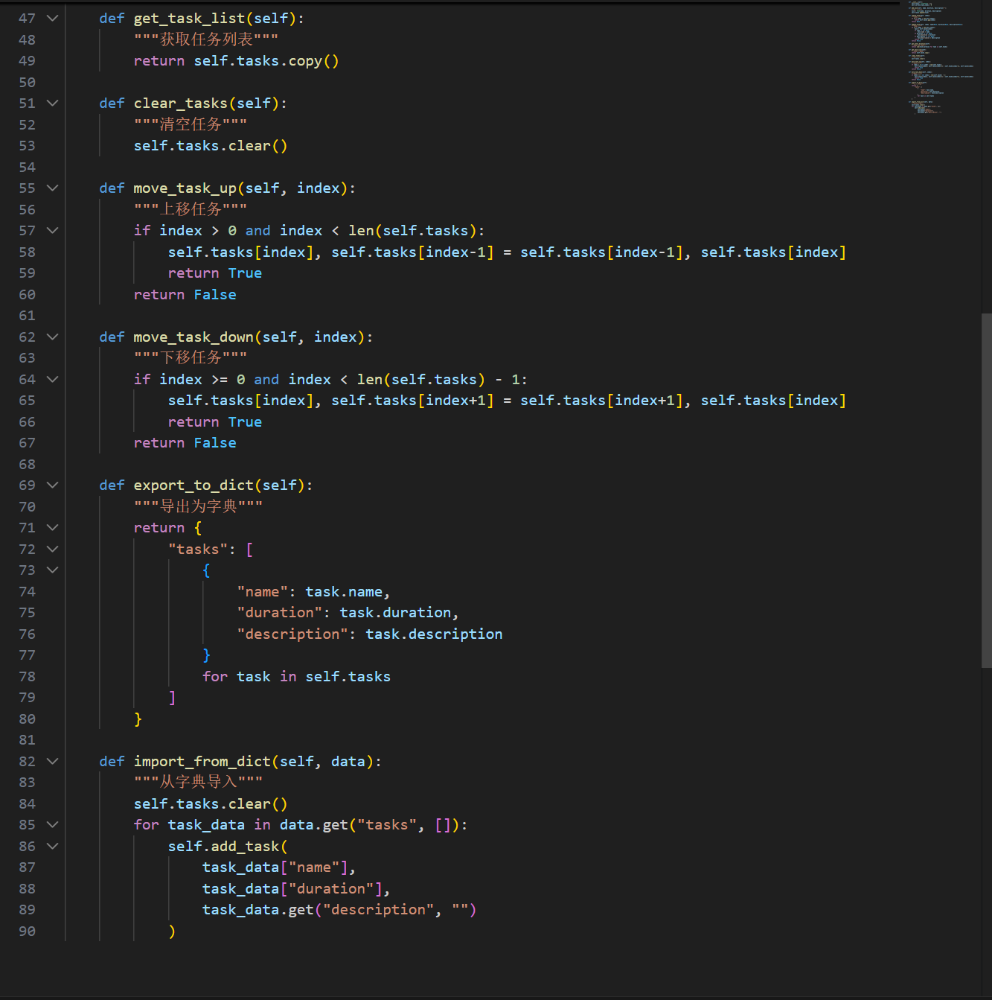 47 def get_task_list(self):
48 """获取任务列表"""
49 return self.tasks.copy()
50
51 def clear_tasks(self):
52 """清空任务"""
53 self.tasks.clear()
54
55 def move_task_up(self, index):
56 """上移任务"""
57 if index > 0 and index < len(self.tasks):
58 self.tasks[index], self.tasks[index-1] = self.tasks[index-1], self.tasks[index]
59 return True
60 return False
61
62 def move_task_down(self, index):
63 """下移任务"""
64 if index >= 0 and index < len(self.tasks) - 1:
65 self.tasks[index], self.tasks[index+1] = self.tasks[index+1], self.tasks[index]
66 return True
67 return False
68
69 def export_to_dict(self):
70 """导出为字典"""
71 return {
72 "tasks": [
73 {
74 "name": task.name,
75 "duration": task.duration,
76 "description": task.description
77 }
78 for task in self.tasks
79 ]
80 }
81
82 def import_from_dict(self, data):
83 """从字典导入"""
84 self.tasks.clear()
85 for task_data in data.get("tasks", []):
86 self.add_task(
87 task_data["name"],
88 task_data["duration"],
89 task_data.get("description", "")
90 )